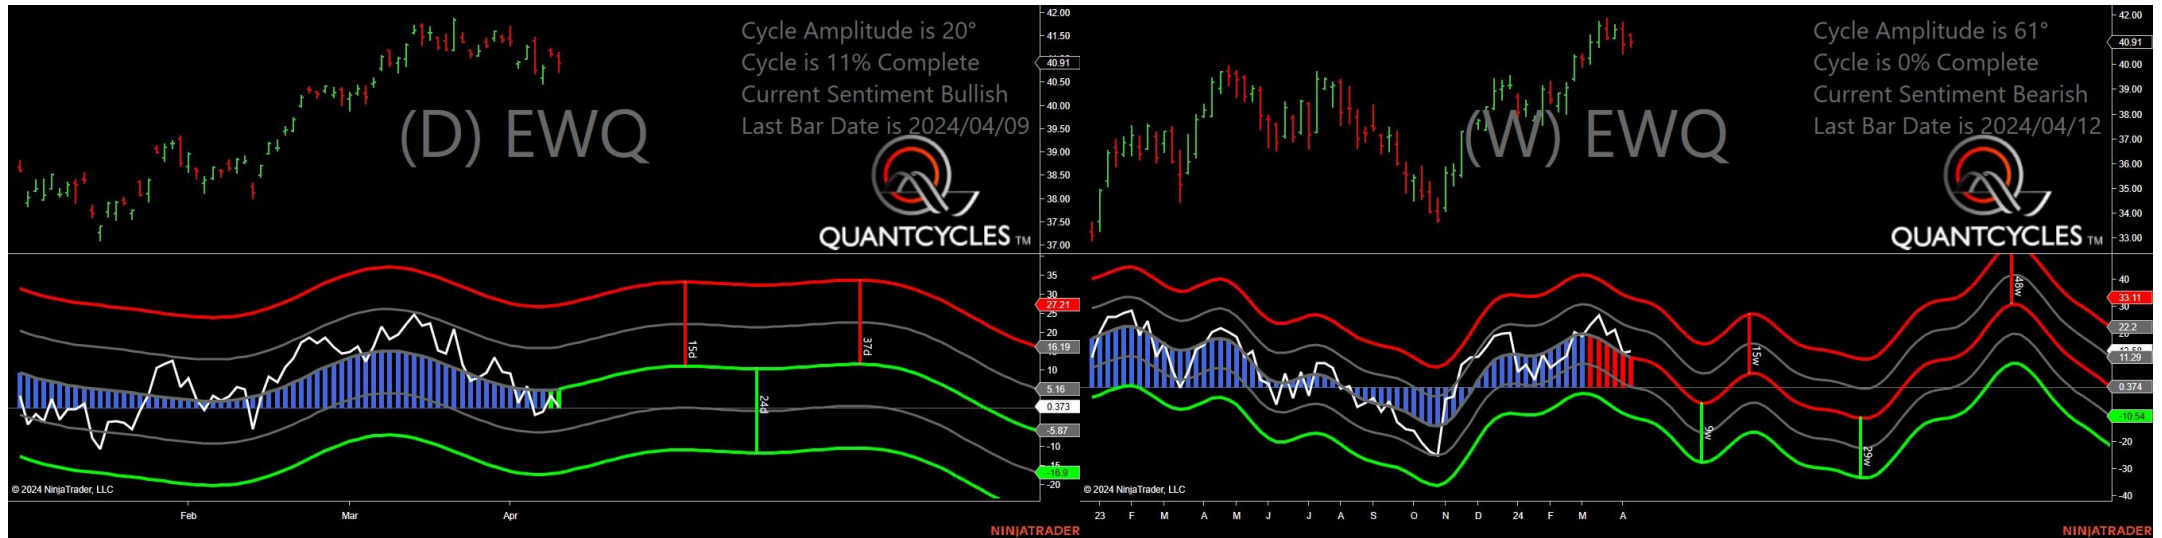 Cycle Amplitude is 20°
Cycle is 11% Complete
Current Sentiment Bullish
Last Bar Date is 2024/04/09
(D) EWQ
QUANTCYCLES TM
42.00
41.50
40.91
40.50
40.00
39.50
39.00
38.50
38.00
37.50
37.00
35
30
27.21
25
20
16.19
10
5.16
0.373
-5.87
-10
-16.9
-20
15d
24d
37d
© 2024 NinjaTrader, LLC
Feb Mar Apr
NINJATRADER
Cycle Amplitude is 61°
Cycle is 0% Complete
Current Sentiment Bearish
Last Bar Date is 2024/04/12
(W) EWQ
QUANTCYCLES TM
42.00
40.91
40.00
39.00
38.00
37.00
36.00
35.00
34.00
33.00
40
33.11
30
22.2
11.29
0.374
-10.54
-20
-30
-40
9w
15w
29w
48w
© 2024 NinjaTrader, LLC
23 F M A M J J A S O N D 24 F M A
NINJATRADER